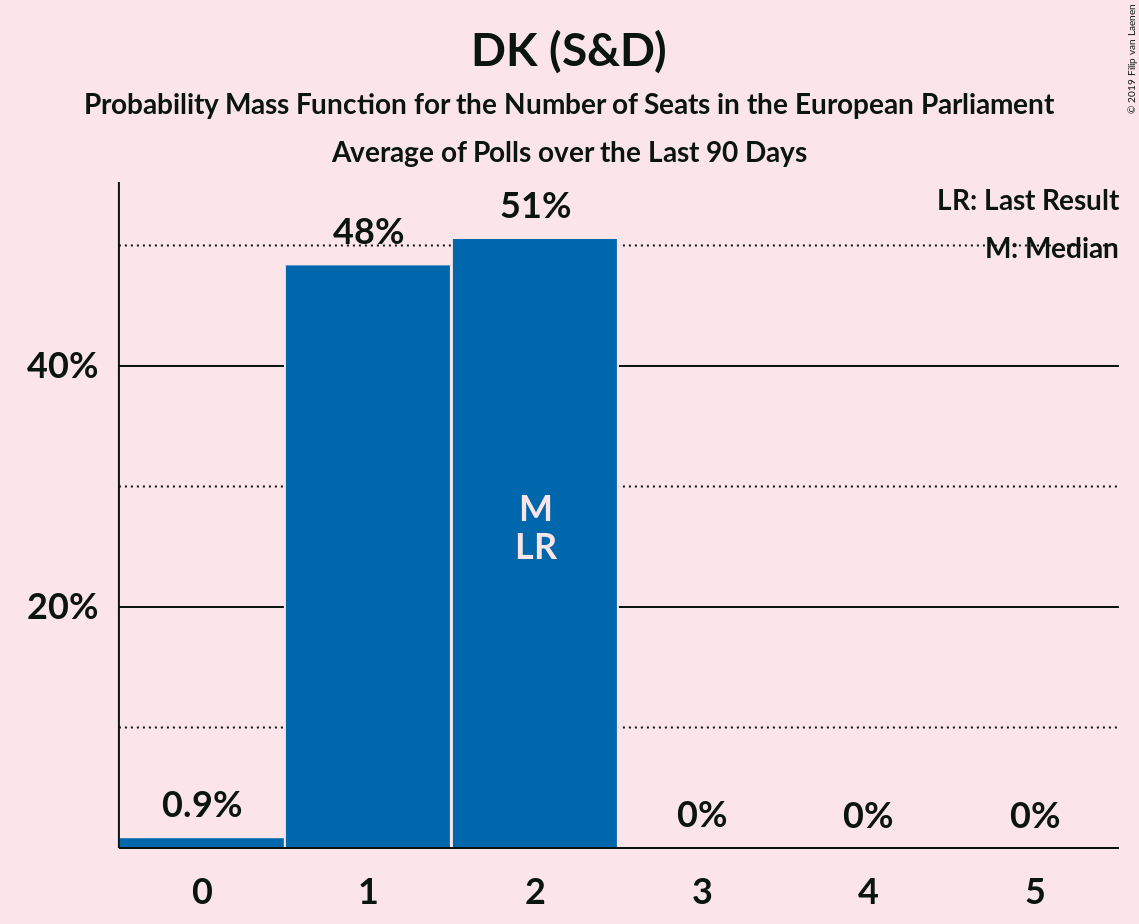 DK (S&D)
Probability Mass Function for the Number of Seats in the European Parliament
Average of Polls over the Last 90 Days
© 2019 Filip van Laenen
LR: Last Result
M: Median
51%
48%
40%
M
LR
20%
0.9%
0%
0%
0%
0
1
2
3
4
5